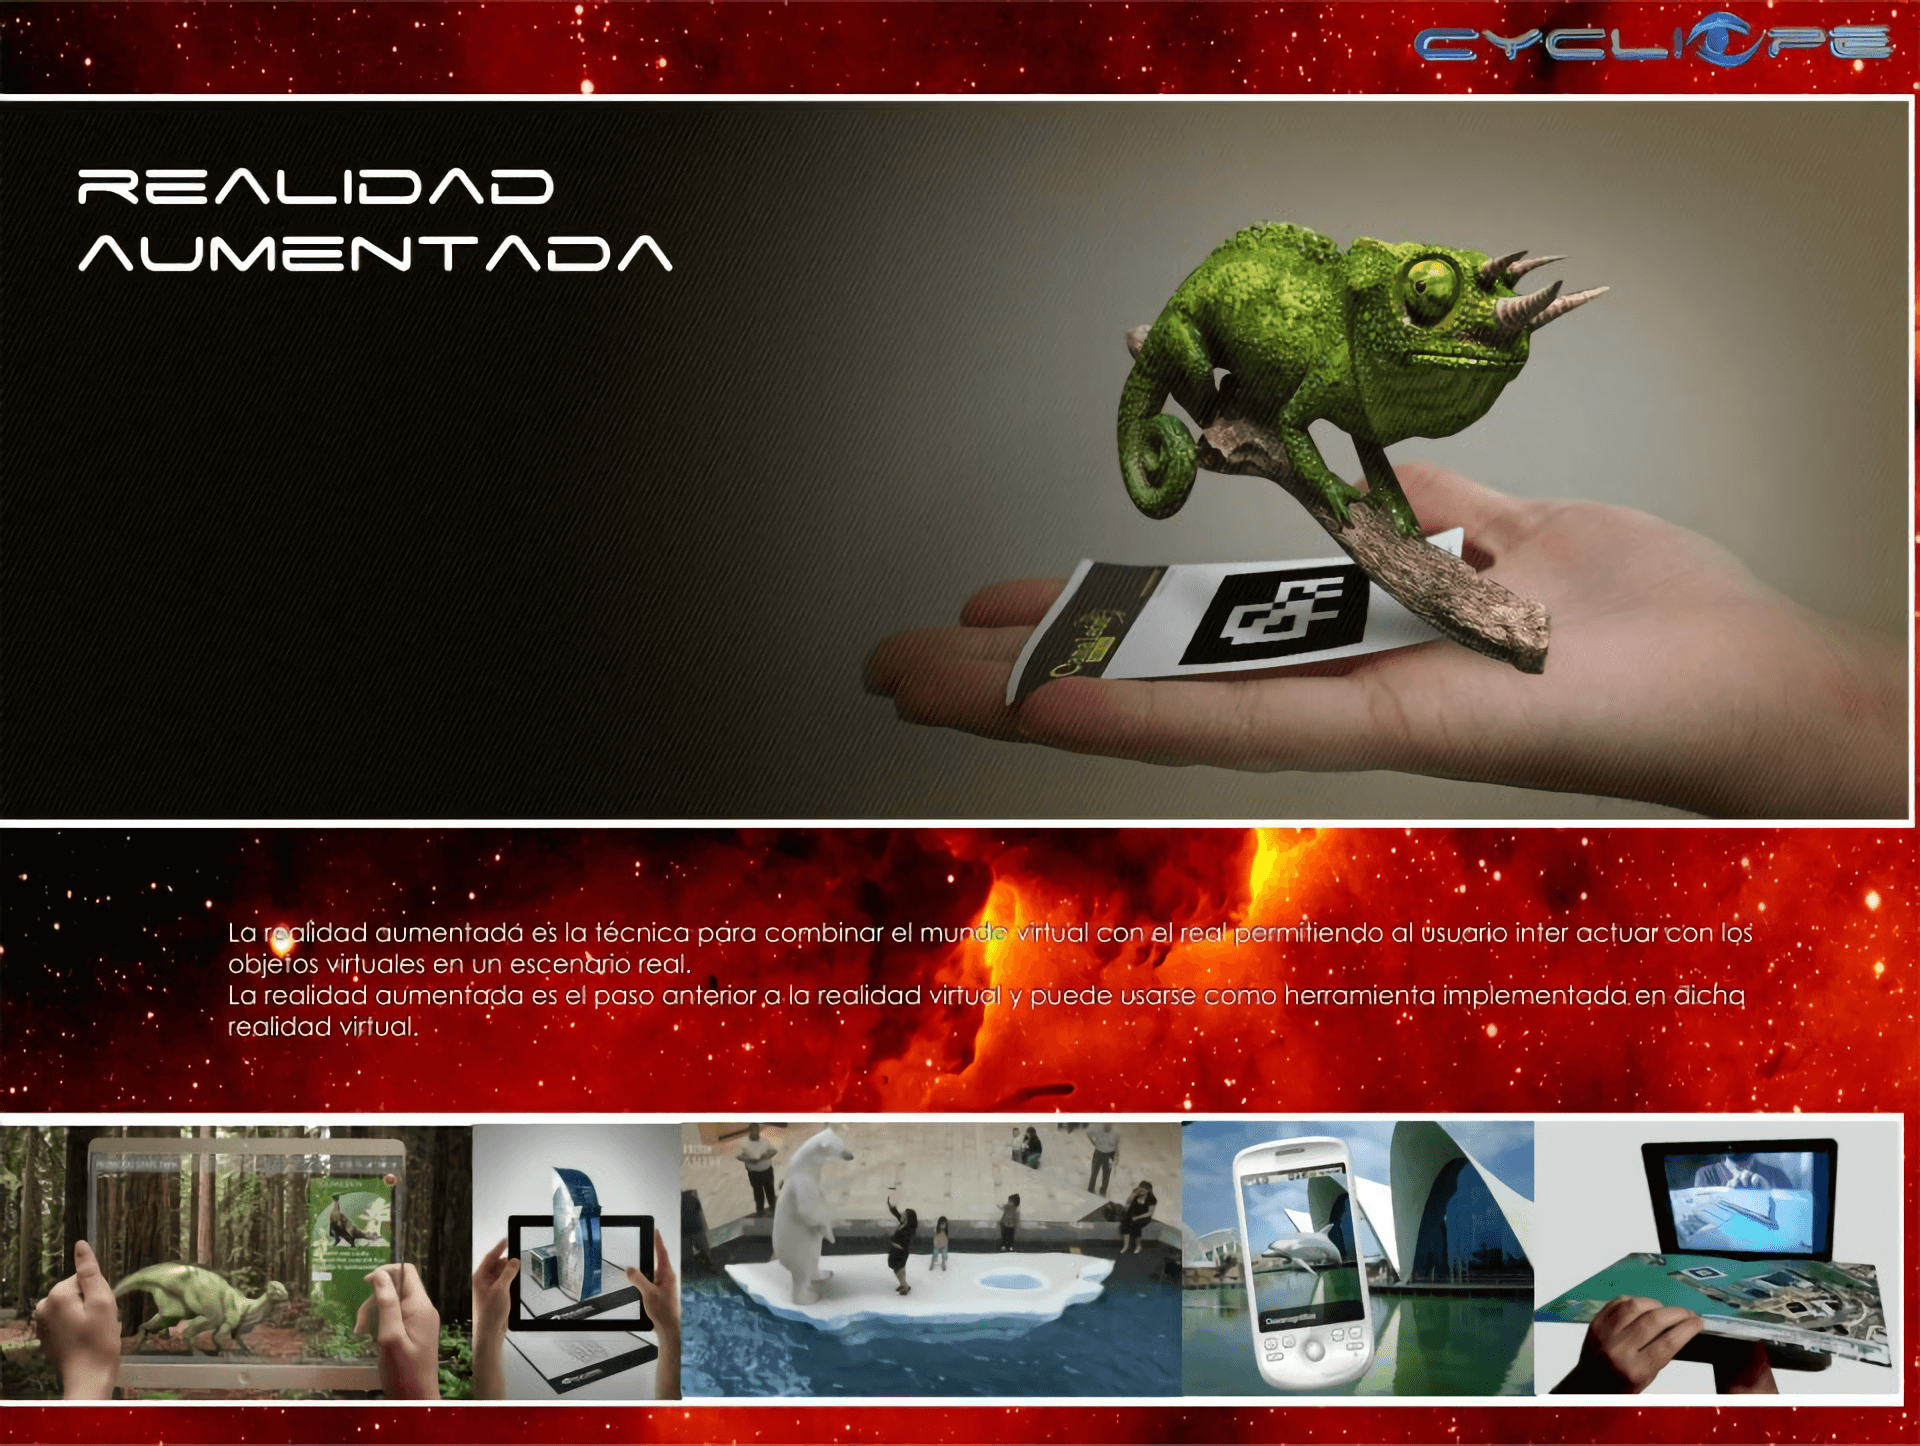 CYCLIOPE
REALIDAD
AUMENTADA
La realidad aumentada es la técnica para combinar el mundo virtual con el real permitiendo al usuario inter actuar con los
objetos virtuales en un escenario real.
La realidad aumentada es el paso anterior a la realidad virtual y puede usarse como herramienta implementada en dicha
realidad virtual.